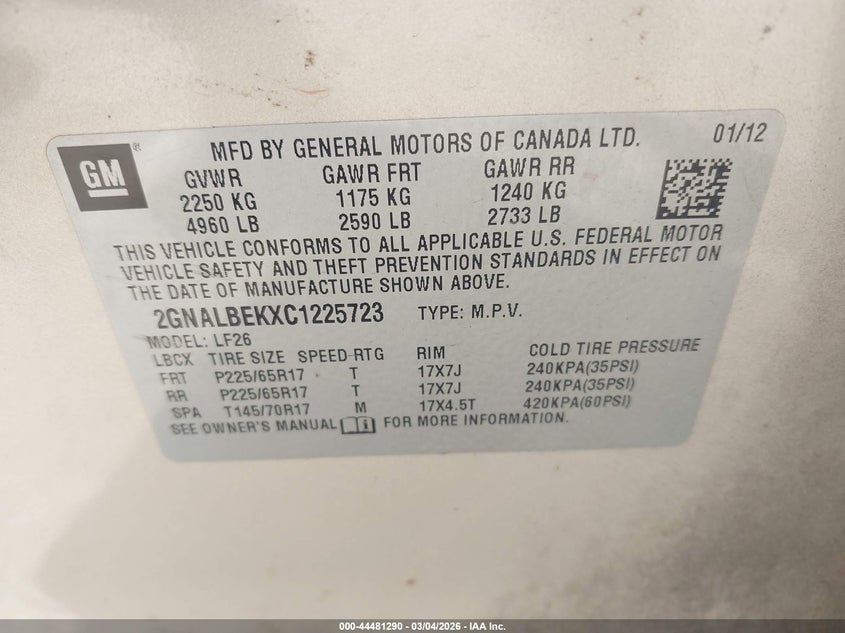 GM
®
MFD BY GENERAL MOTORS OF CANADA LTD. 01/12
GVWR GAWR FRT GAWR RR
2250 KG 1175 KG 1240 KG
4960 LB 2590 LB 2733 LB
THIS VEHICLE CONFORMS TO ALL APPLICABLE U.S. FEDERAL MOTOR
VEHICLE SAFETY AND THEFT PREVENTION STANDARDS IN EFFECT ON
THE DATE OF MANUFACTURE SHOWN ABOVE.
2GNALBEKXC1225723 TYPE: M.P.V.
MODEL: LF26
LBCX TIRE SIZE SPEED RTG RIM COLD TIRE PRESSURE
FRT P225/65R17 T 17X7J 240KPA(35PSI)
RR P225/65R17 T 17X7J 240KPA(35PSI)
SPA T145/70R17 M 17X4.5T 420KPA(60PSI)
SEE OWNER'S MANUAL i FOR MORE INFORMATION.
000-44481290 - 03/04/2026 - IAA Inc.